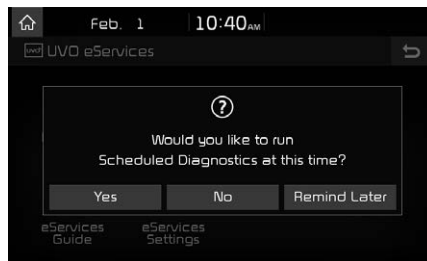 Feb. 1 10:40AM
UVO UVO eServices
Would you like to run
Scheduled Diagnostics at this time?
Yes No Remind Later
eServices eServices
Guide Settings